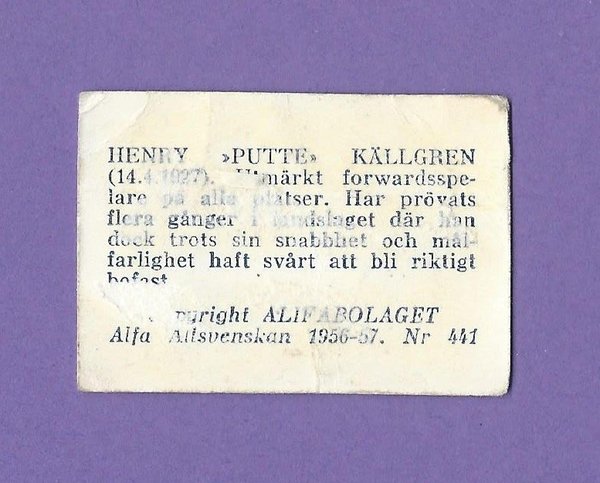 HENRY »PUTTE» KÄLLGREN
(14.4.1927). Utmärkt forwardsspe-
lare på alla platser. Har prövats
flera gånger i landslaget där han
dock trots sin snabbhet och mål-
farlighet haft svårt att bli riktigt
befäst
Copyright ALIFABOLAGET
Alfa Allsvenskan 1956-57. Nr 441